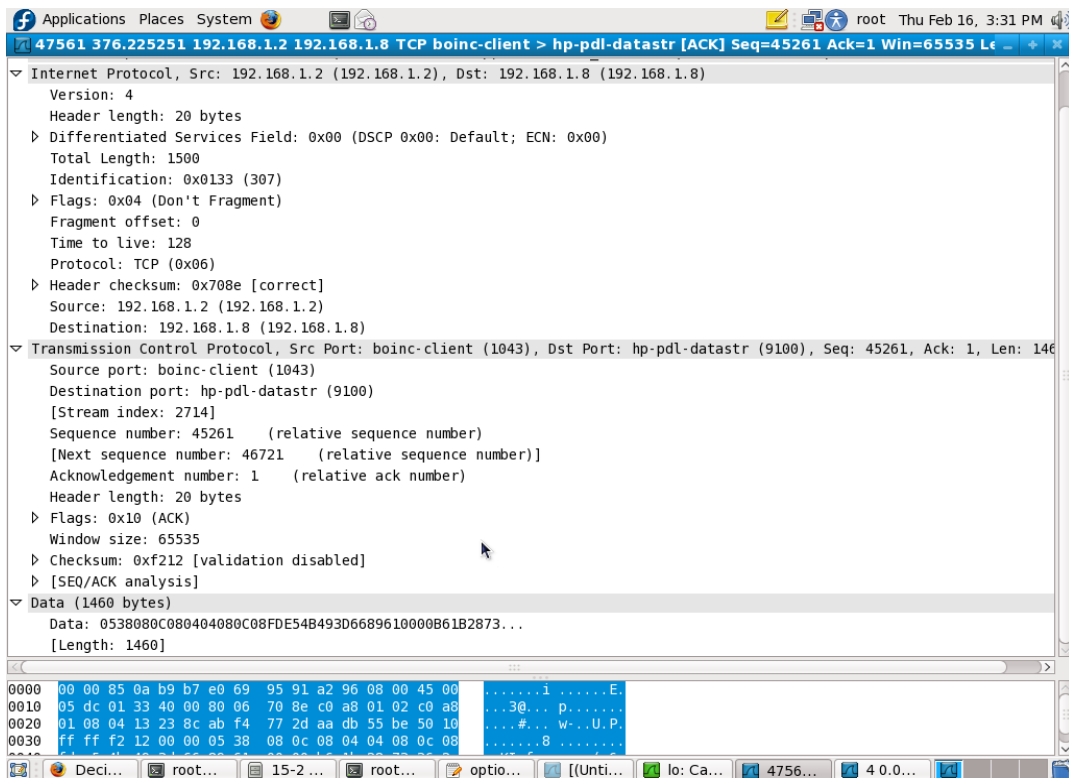 Applications Places System root Thu Feb 16, 3:31 PM
47561 376.225251 192.168.1.2 192.168.1.8 TCP boinc-client > hp-pdl-datastr [ACK] Seq=45261 Ack=1 Win=65535 Le
Internet Protocol, Src: 192.168.1.2 (192.168.1.2), Dst: 192.168.1.8 (192.168.1.8)
Version: 4
Header length: 20 bytes
Differentiated Services Field: 0x00 (DSCP 0x00: Default; ECN: 0x00)
Total Length: 1500
Identification: 0x0133 (307)
Flags: 0x04 (Don't Fragment)
Fragment offset: 0
Time to live: 128
Protocol: TCP (0x06)
Header checksum: 0x708e [correct]
Source: 192.168.1.2 (192.168.1.2)
Destination: 192.168.1.8 (192.168.1.8)
Transmission Control Protocol, Src Port: boinc-client (1043), Dst Port: hp-pdl-datastr (9100), Seq: 45261, Ack: 1, Len: 146
Source port: boinc-client (1043)
Destination port: hp-pdl-datastr (9100)
[Stream index: 2714]
Sequence number: 45261 (relative sequence number)
[Next sequence number: 46721 (relative sequence number)]
Acknowledgement number: 1 (relative ack number)
Header length: 20 bytes
Flags: 0x10 (ACK)
Window size: 65535
Checksum: 0xf212 [validation disabled]
[SEQ/ACK analysis]
Data (1460 bytes)
Data: 0538080C080404080C08FDE54B493D6689610000B61B2873...
[Length: 1460]
0000 00 00 85 0a b9 b7 e0 69 95 91 a2 96 08 00 45 00 .......i ......E.
0010 05 dc 01 33 40 00 80 06 70 8e c0 a8 01 02 c0 a8 ...3@... p.......
0020 01 08 04 13 23 8c ab f4 77 2d aa db 55 be 50 10 ....#... w-..U.P.
0030 ff ff f2 12 00 00 05 38 08 0c 08 04 04 08 0c 08 .......8 ........
Deci... root... 15-2 ... root... optio... [(Unti... lo: Ca... 4756... 4 0.0...